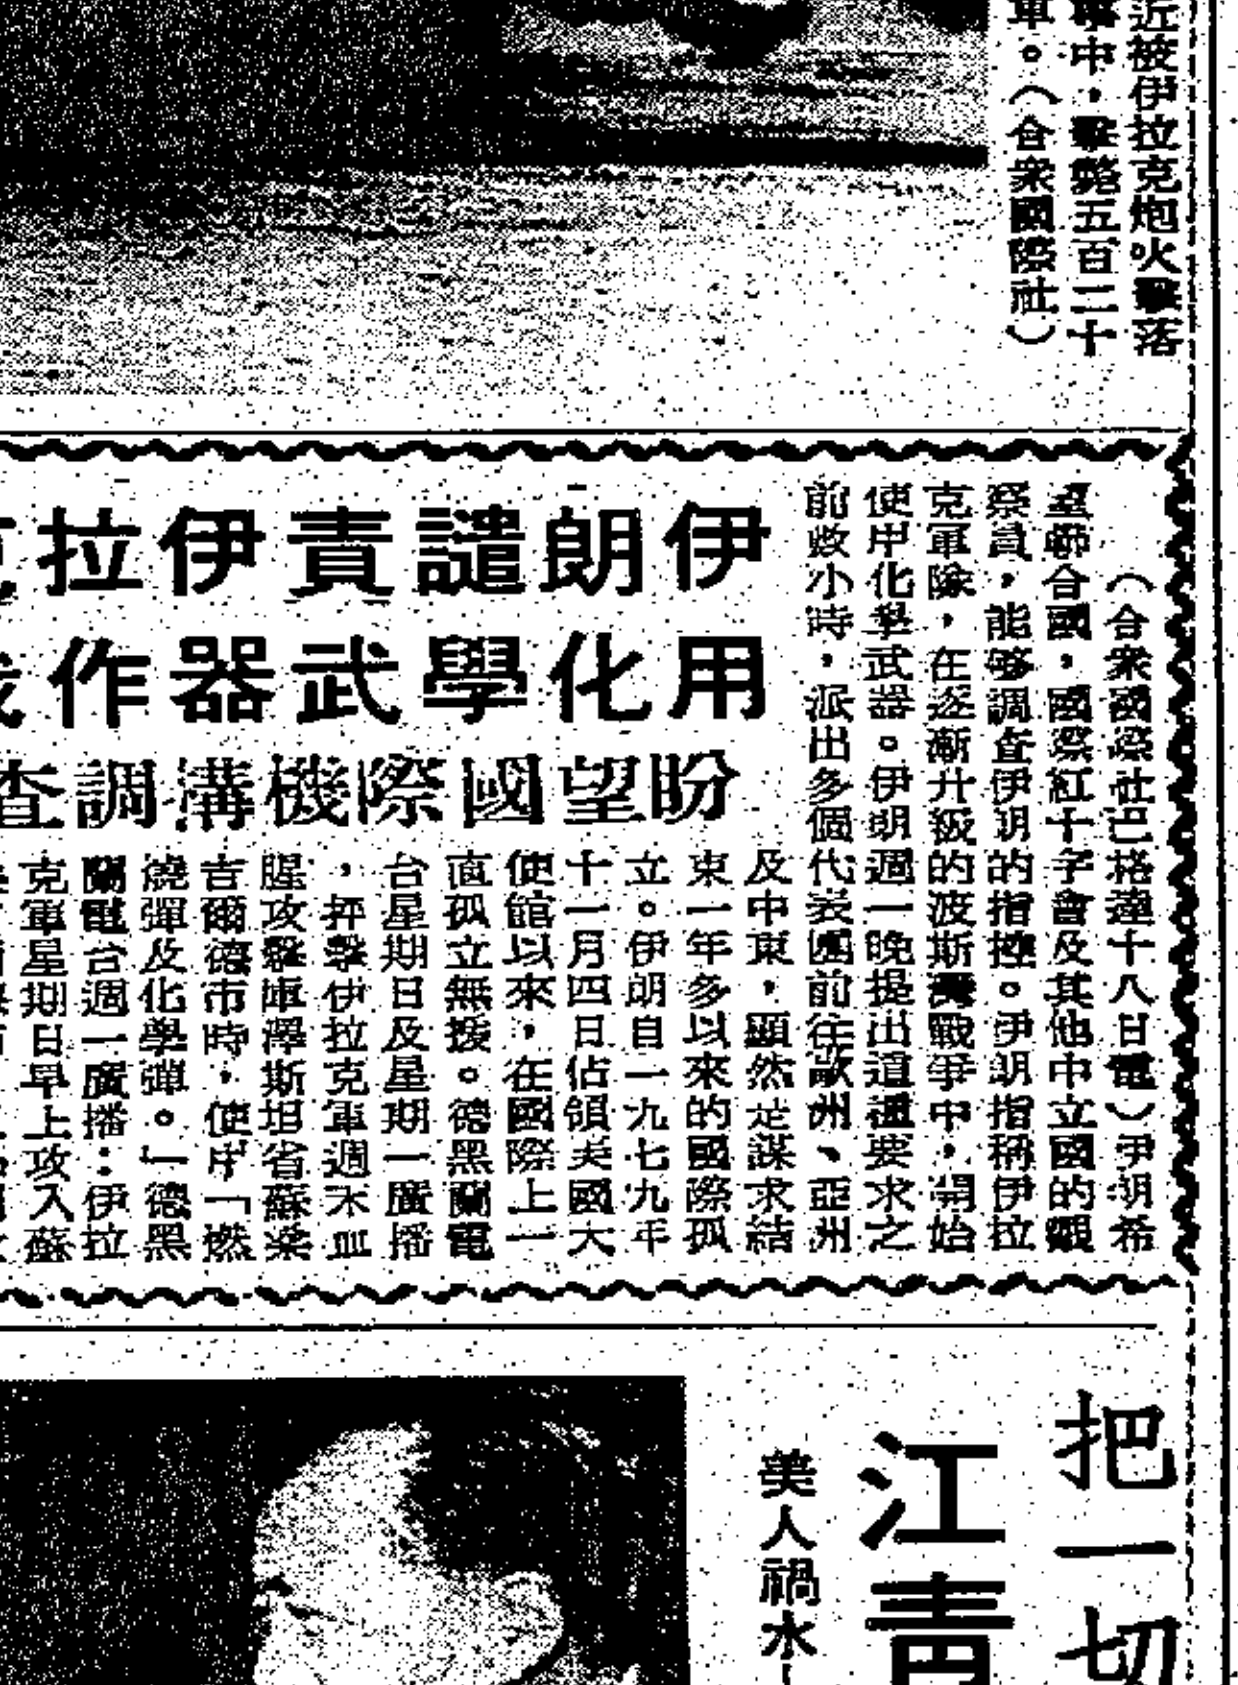 近被伊拉克炮火擊落
中，擊斃五百二十
軍。（合衆國際社）
伊朗譴責伊拉克
用化學武器作
盼望國際機溝調查
（合衆國際社巴格達十八日電）伊朗希
望聯合國，國際紅十字會及其他中立國的觀
察員，能够調查伊朗的指控。伊朗指稱伊拉
克軍隊，在逐漸升級的波斯灣戰爭中，開始
使用化學武器。伊朗週一晚提出這種要求之
前數小時，派出多個代表團前往歐洲、亞洲
及中東，顯然是謀求結
束一年多以來的國際孤
立。伊朗自一九七九年
十一月四日佔領美國大
使館以來，在國際上一
直孤立無援。德黑蘭電
台星期日及星期一廣播
，抨擊伊拉克軍週末血
腥攻擊庫澤斯坦省蘇桑
吉爾德市時，使用「燃
燒彈及化學彈。」德黑
蘭電台週一廣播：伊拉
克軍星期日早上攻入蘇
把一切
江青
美人禍水